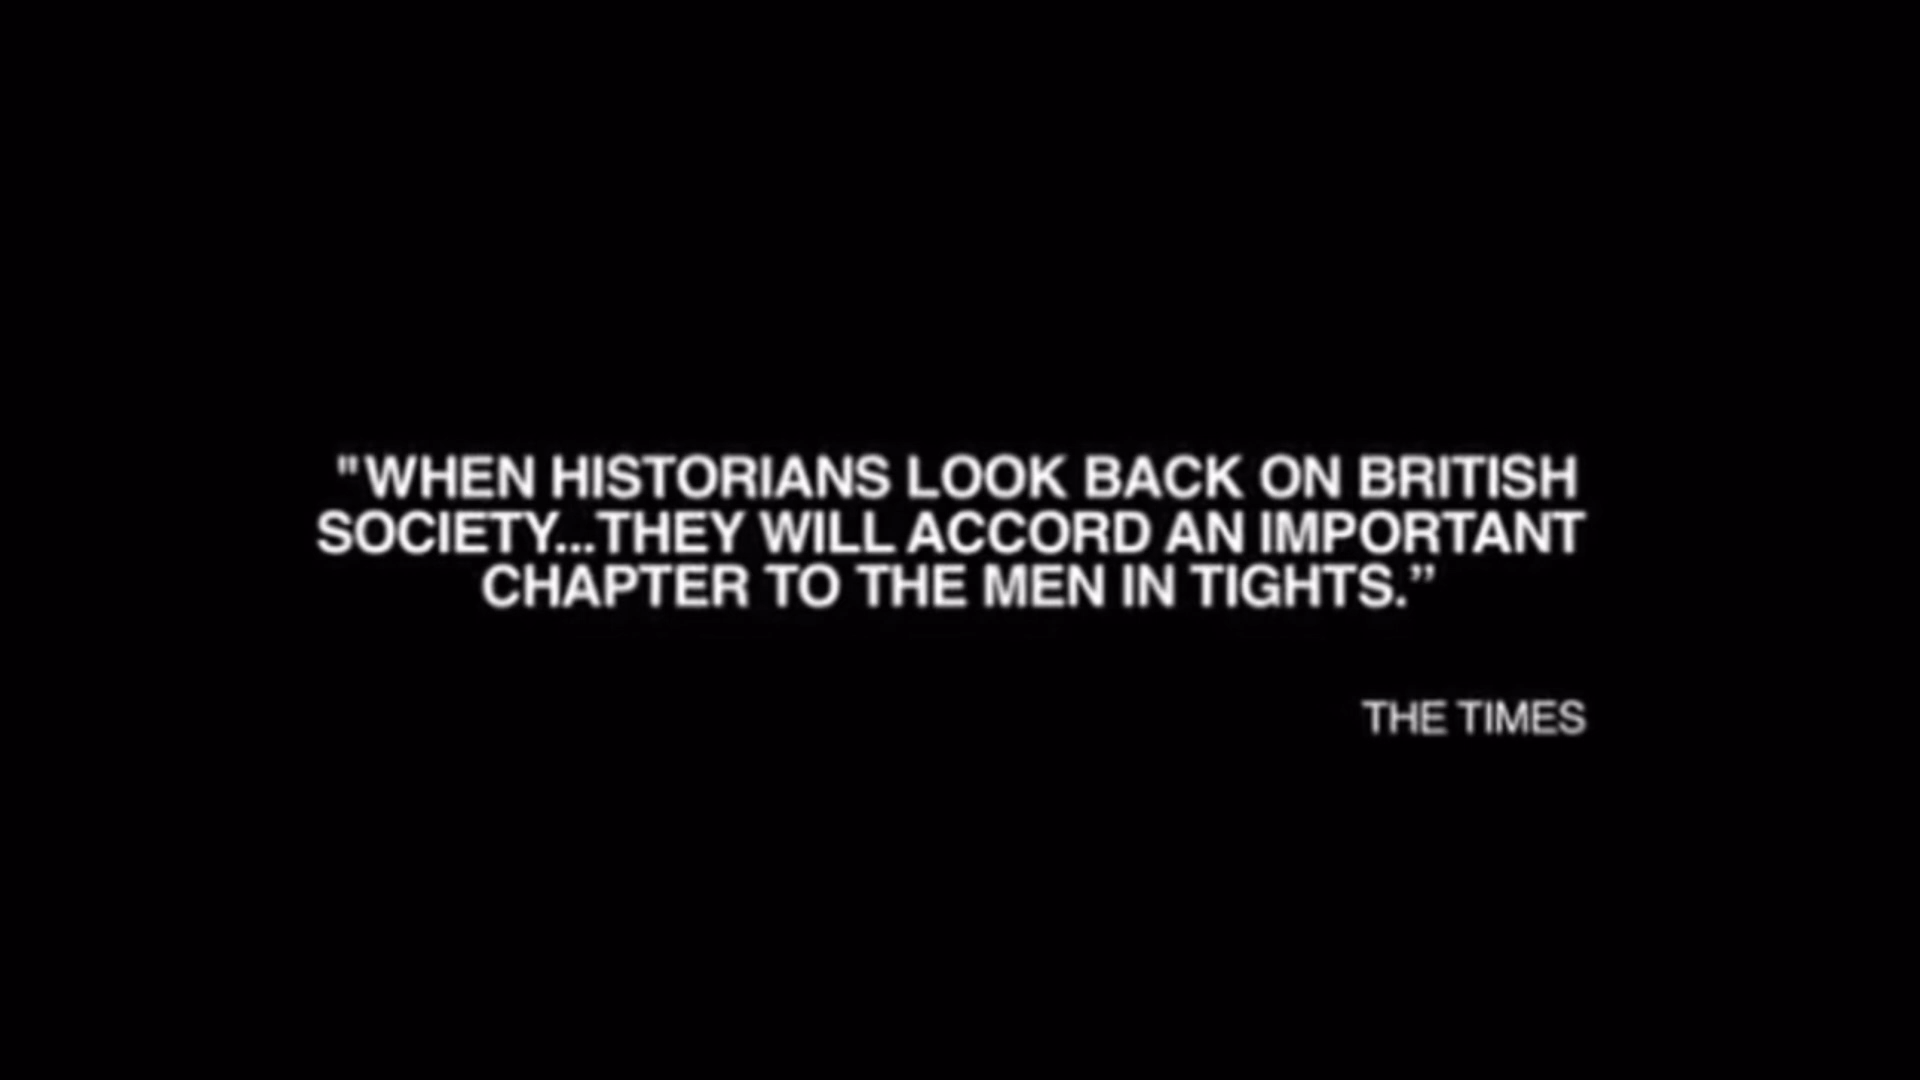 "WHEN HISTORIANS LOOK BACK ON BRITISH
SOCIETY...THEY WILL ACCORD AN IMPORTANT
CHAPTER TO THE MEN IN TIGHTS.”
THE TIMES